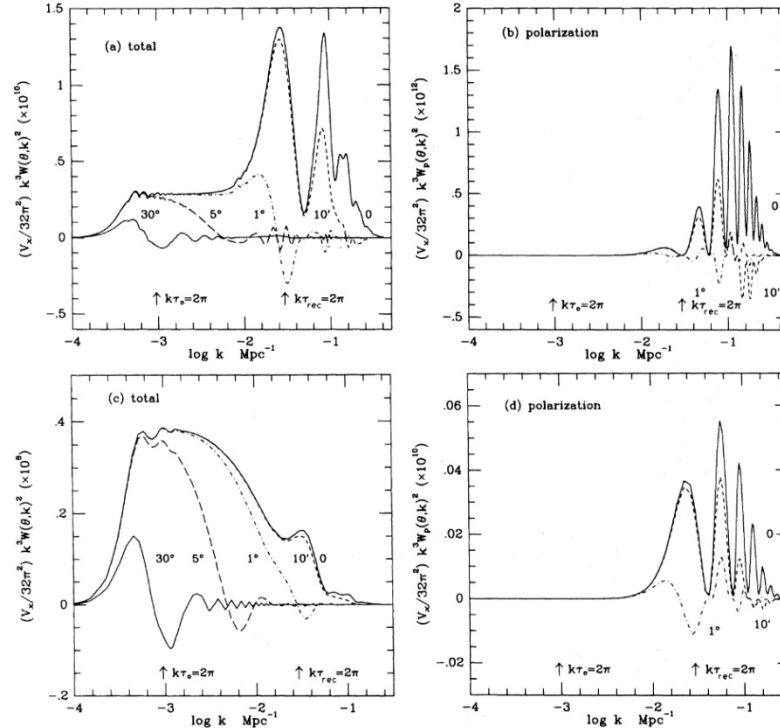 (a) total
(V_x/32π²) k³W(θ,k)² (×10¹⁰)
1.5
1
.5
0
-.5
30° 5° 1° 10' 0
↑ kτ₀=2π
↑ kτ_rec=2π
-4 -3 -2 -1
log k Mpc⁻¹
(b) polarization
(V_x/32π²) k³W_p(θ,k)² (×10¹²)
2
1.5
1
.5
0
-.5
0
1° 10'
↑ kτ₀=2π
↑ kτ_rec=2π
-4 -3 -2 -1
log k Mpc⁻¹
(c) total
(V_x/32π²) k³W(θ,k)² (×10⁸)
.4
.2
0
-.2
30° 5° 1° 10' 0
↑ kτ₀=2π
↑ kτ_rec=2π
-4 -3 -2 -1
log k Mpc⁻¹
(d) polarization
(V_x/32π²) k³W_p(θ,k)² (×10¹⁰)
.06
.04
.02
0
-.02
0
1° 10'
↑ kτ₀=2π
↑ kτ_rec=2π
-4 -3 -2 -1
log k Mpc⁻¹